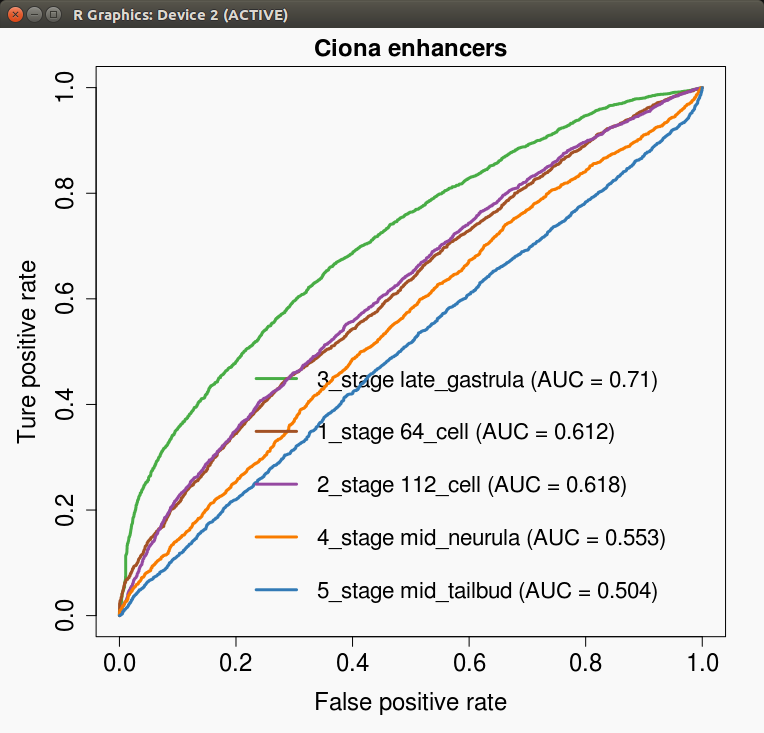 R Graphics: Device 2 (ACTIVE)
Ciona enhancers
1.0
0.8
0.6
0.4
0.2
0.0
Ture positive rate
3_stage late_gastrula (AUC = 0.71)
1_stage 64_cell (AUC = 0.612)
2_stage 112_cell (AUC = 0.618)
4_stage mid_neurula (AUC = 0.553)
5_stage mid_tailbud (AUC = 0.504)
0.0 0.2 0.4 0.6 0.8 1.0
False positive rate